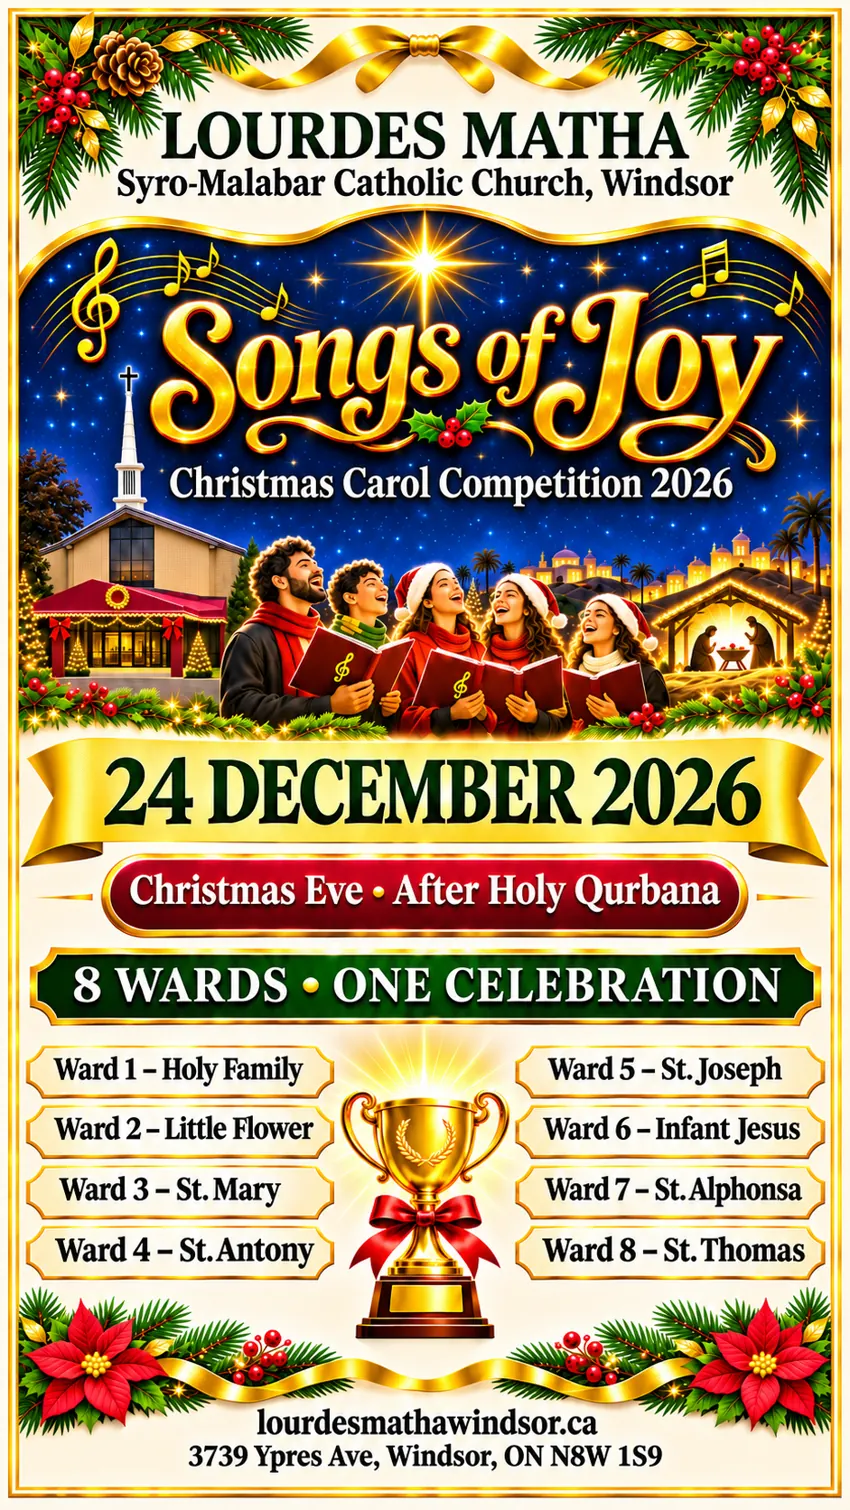 LOURDES MATHA
Syro-Malabar Catholic Church, Windsor
Songs of Joy
Christmas Carol Competition 2026
24 DECEMBER 2026
Christmas Eve • After Holy Qurbana
8 WARDS • ONE CELEBRATION
Ward 1 – Holy Family
Ward 2 – Little Flower
Ward 3 – St. Mary
Ward 4 – St. Antony
Ward 5 – St. Joseph
Ward 6 – Infant Jesus
Ward 7 – St. Alphonsa
Ward 8 – St. Thomas
lourdesmathawindsor.ca
3739 Ypres Ave, Windsor, ON N8W 1S9